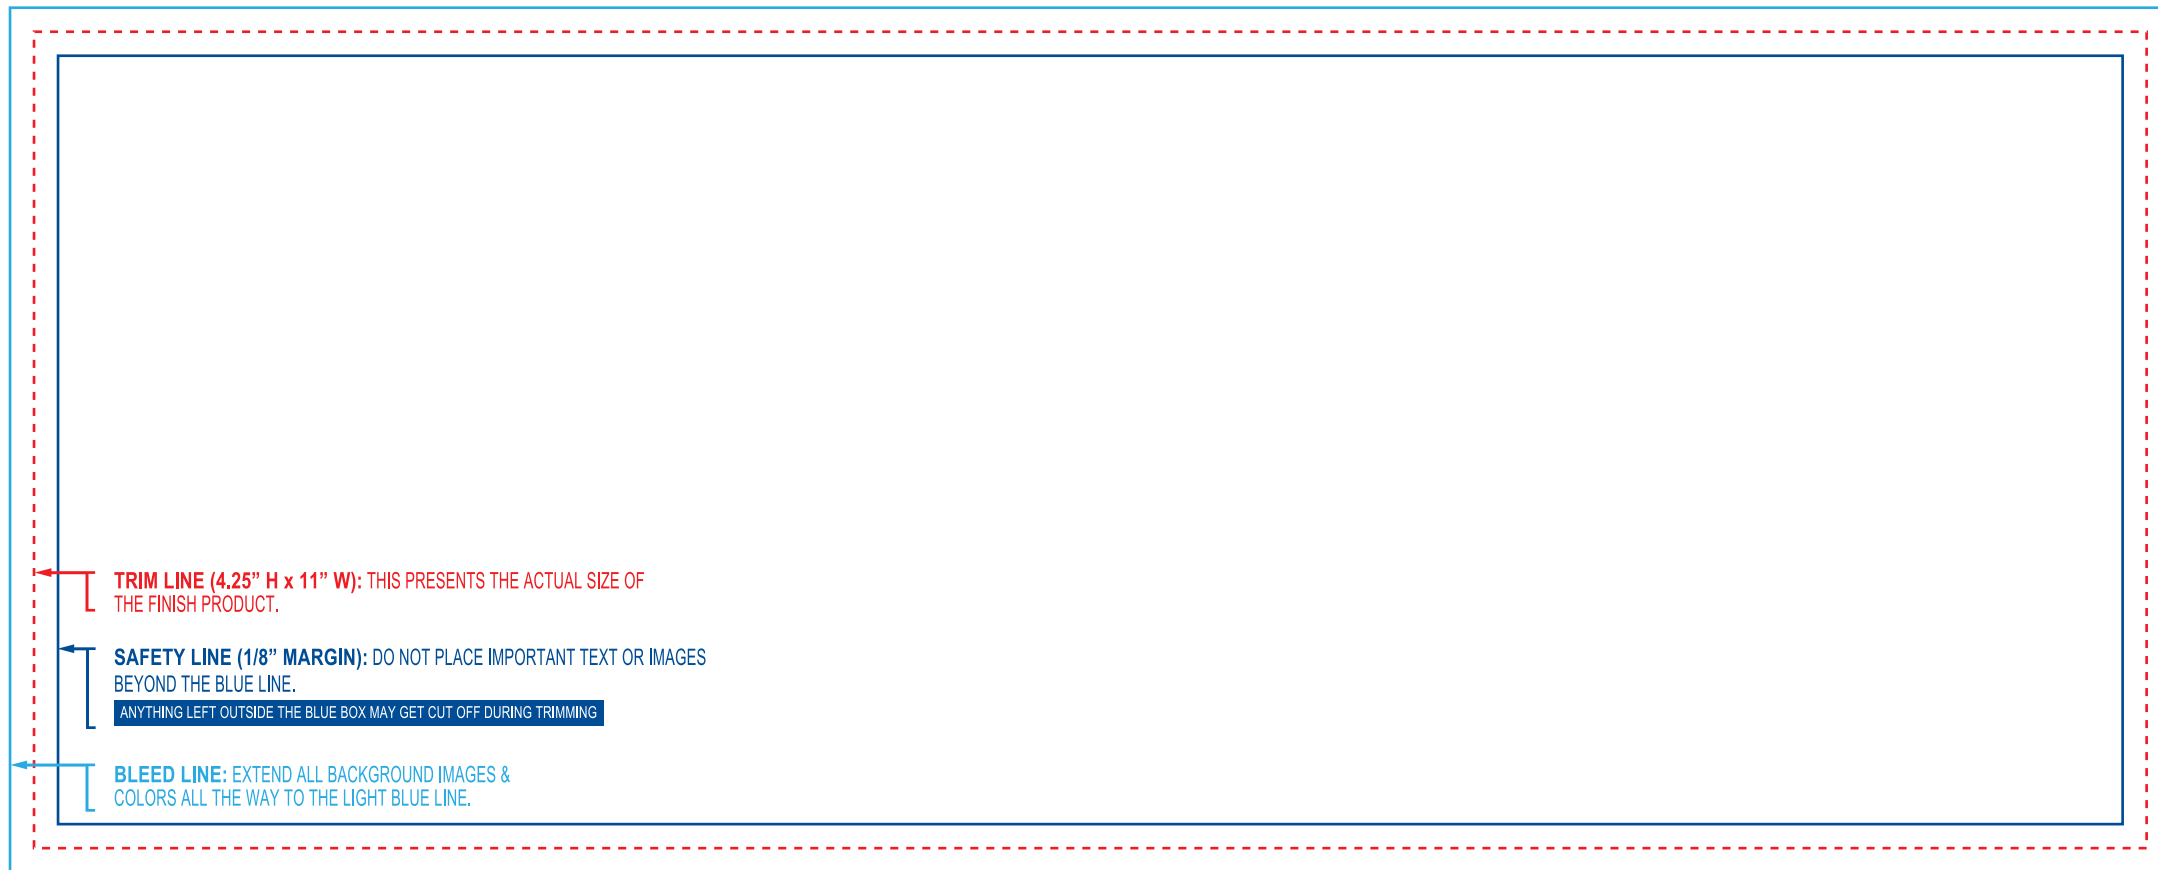 TRIM LINE (4.25” H x 11” W): THIS PRESENTS THE ACTUAL SIZE OF
THE FINISH PRODUCT.
SAFETY LINE (1/8” MARGIN): DO NOT PLACE IMPORTANT TEXT OR IMAGES
BEYOND THE BLUE LINE.
ANYTHING LEFT OUTSIDE THE BLUE BOX MAY GET CUT OFF DURING TRIMMING
BLEED LINE: EXTEND ALL BACKGROUND IMAGES &
COLORS ALL THE WAY TO THE LIGHT BLUE LINE.